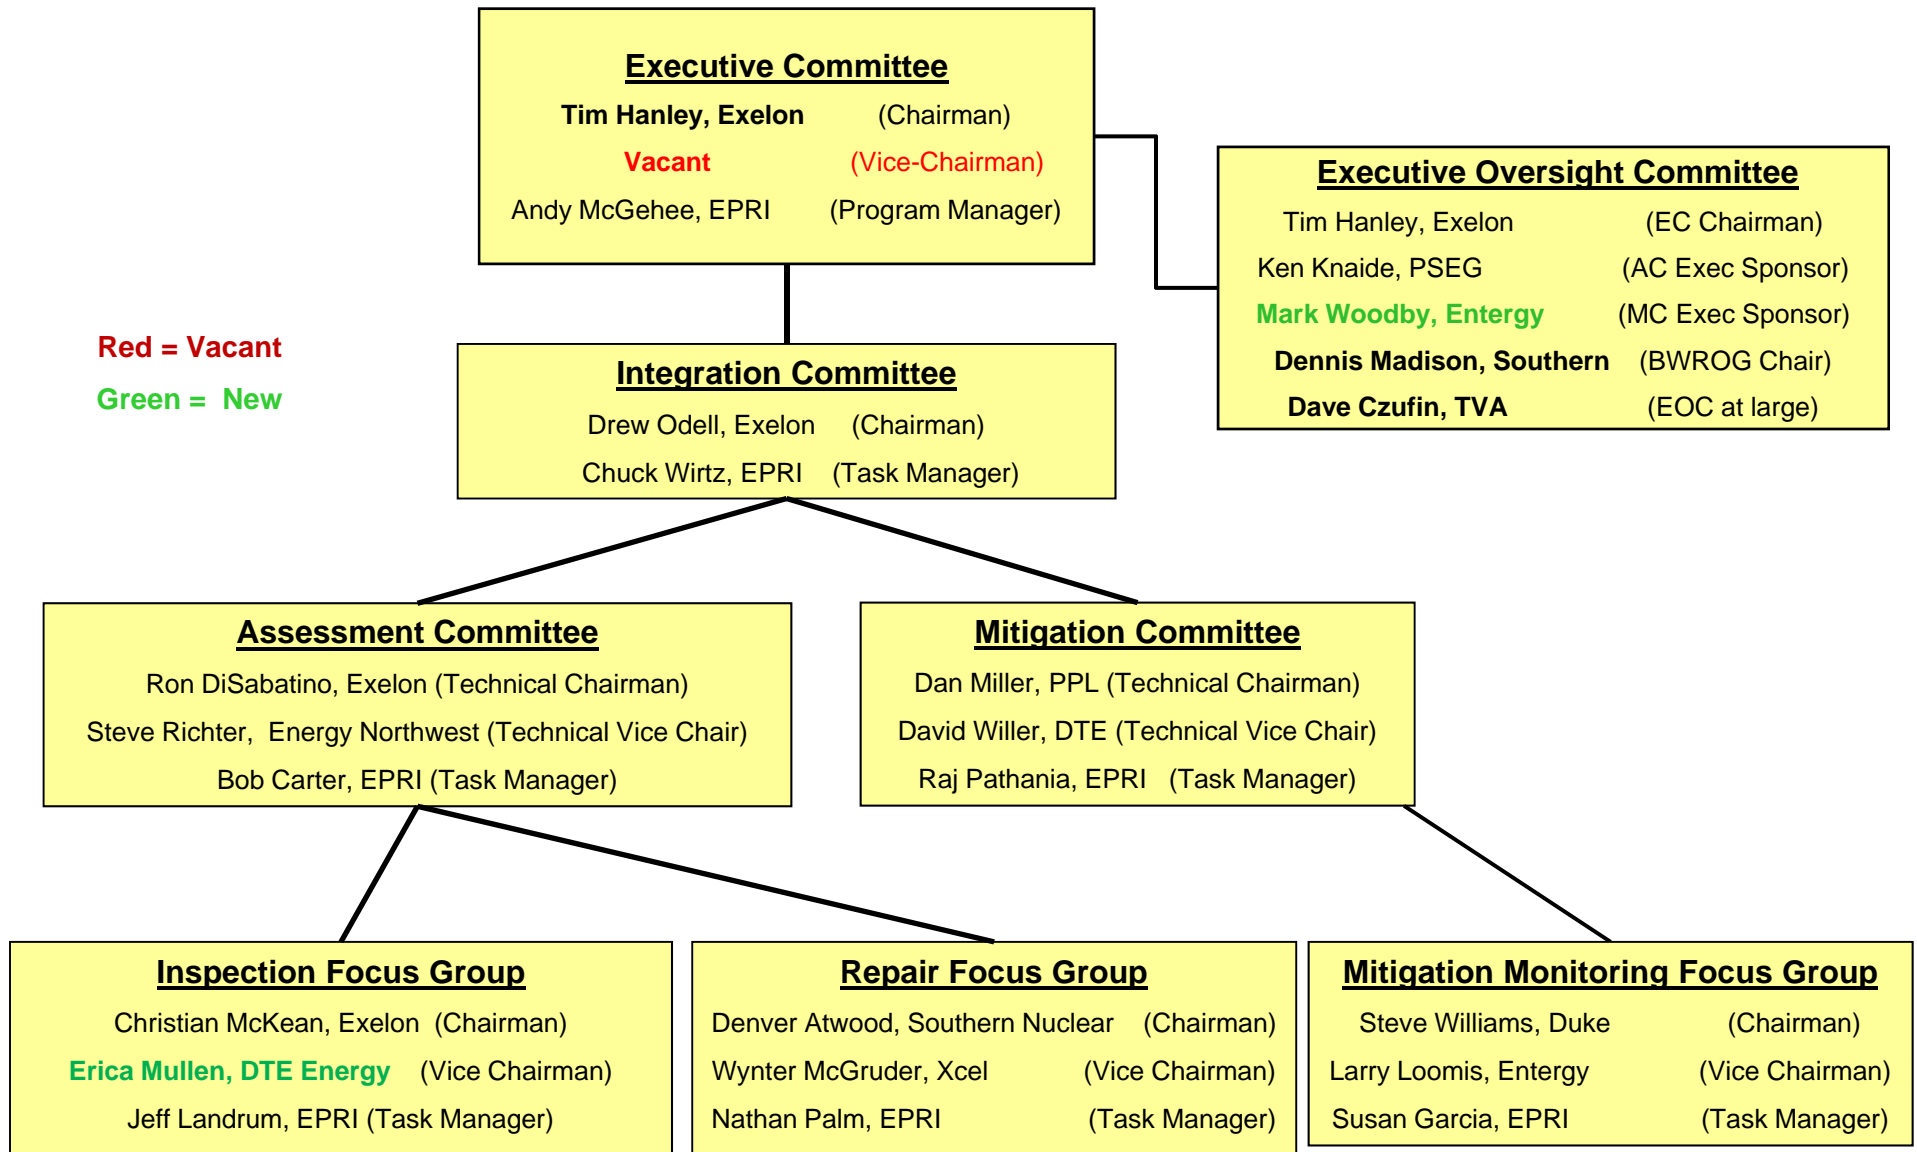 Executive Committee
Tim Hanley, Exelon (Chairman)
Vacant (Vice-Chairman)
Andy McGehee, EPRI (Program Manager)
Executive Oversight Committee
Tim Hanley, Exelon (EC Chairman)
Ken Knaide, PSEG (AC Exec Sponsor)
Mark Woodby, Entergy (MC Exec Sponsor)
Dennis Madison, Southern (BWROG Chair)
Dave Czufin, TVA (EOC at large)
Red = Vacant
Green = New
Integration Committee
Drew Odell, Exelon (Chairman)
Chuck Wirtz, EPRI (Task Manager)
Assessment Committee
Ron DiSabatino, Exelon (Technical Chairman)
Steve Richter, Energy Northwest (Technical Vice Chair)
Bob Carter, EPRI (Task Manager)
Mitigation Committee
Dan Miller, PPL (Technical Chairman)
David Willer, DTE (Technical Vice Chair)
Raj Pathania, EPRI (Task Manager)
Inspection Focus Group
Christian McKean, Exelon (Chairman)
Erica Mullen, DTE Energy (Vice Chairman)
Jeff Landrum, EPRI (Task Manager)
Repair Focus Group
Denver Atwood, Southern Nuclear (Chairman)
Wynter McGruder, Xcel (Vice Chairman)
Nathan Palm, EPRI (Task Manager)
Mitigation Monitoring Focus Group
Steve Williams, Duke (Chairman)
Larry Loomis, Entergy (Vice Chairman)
Susan Garcia, EPRI (Task Manager)